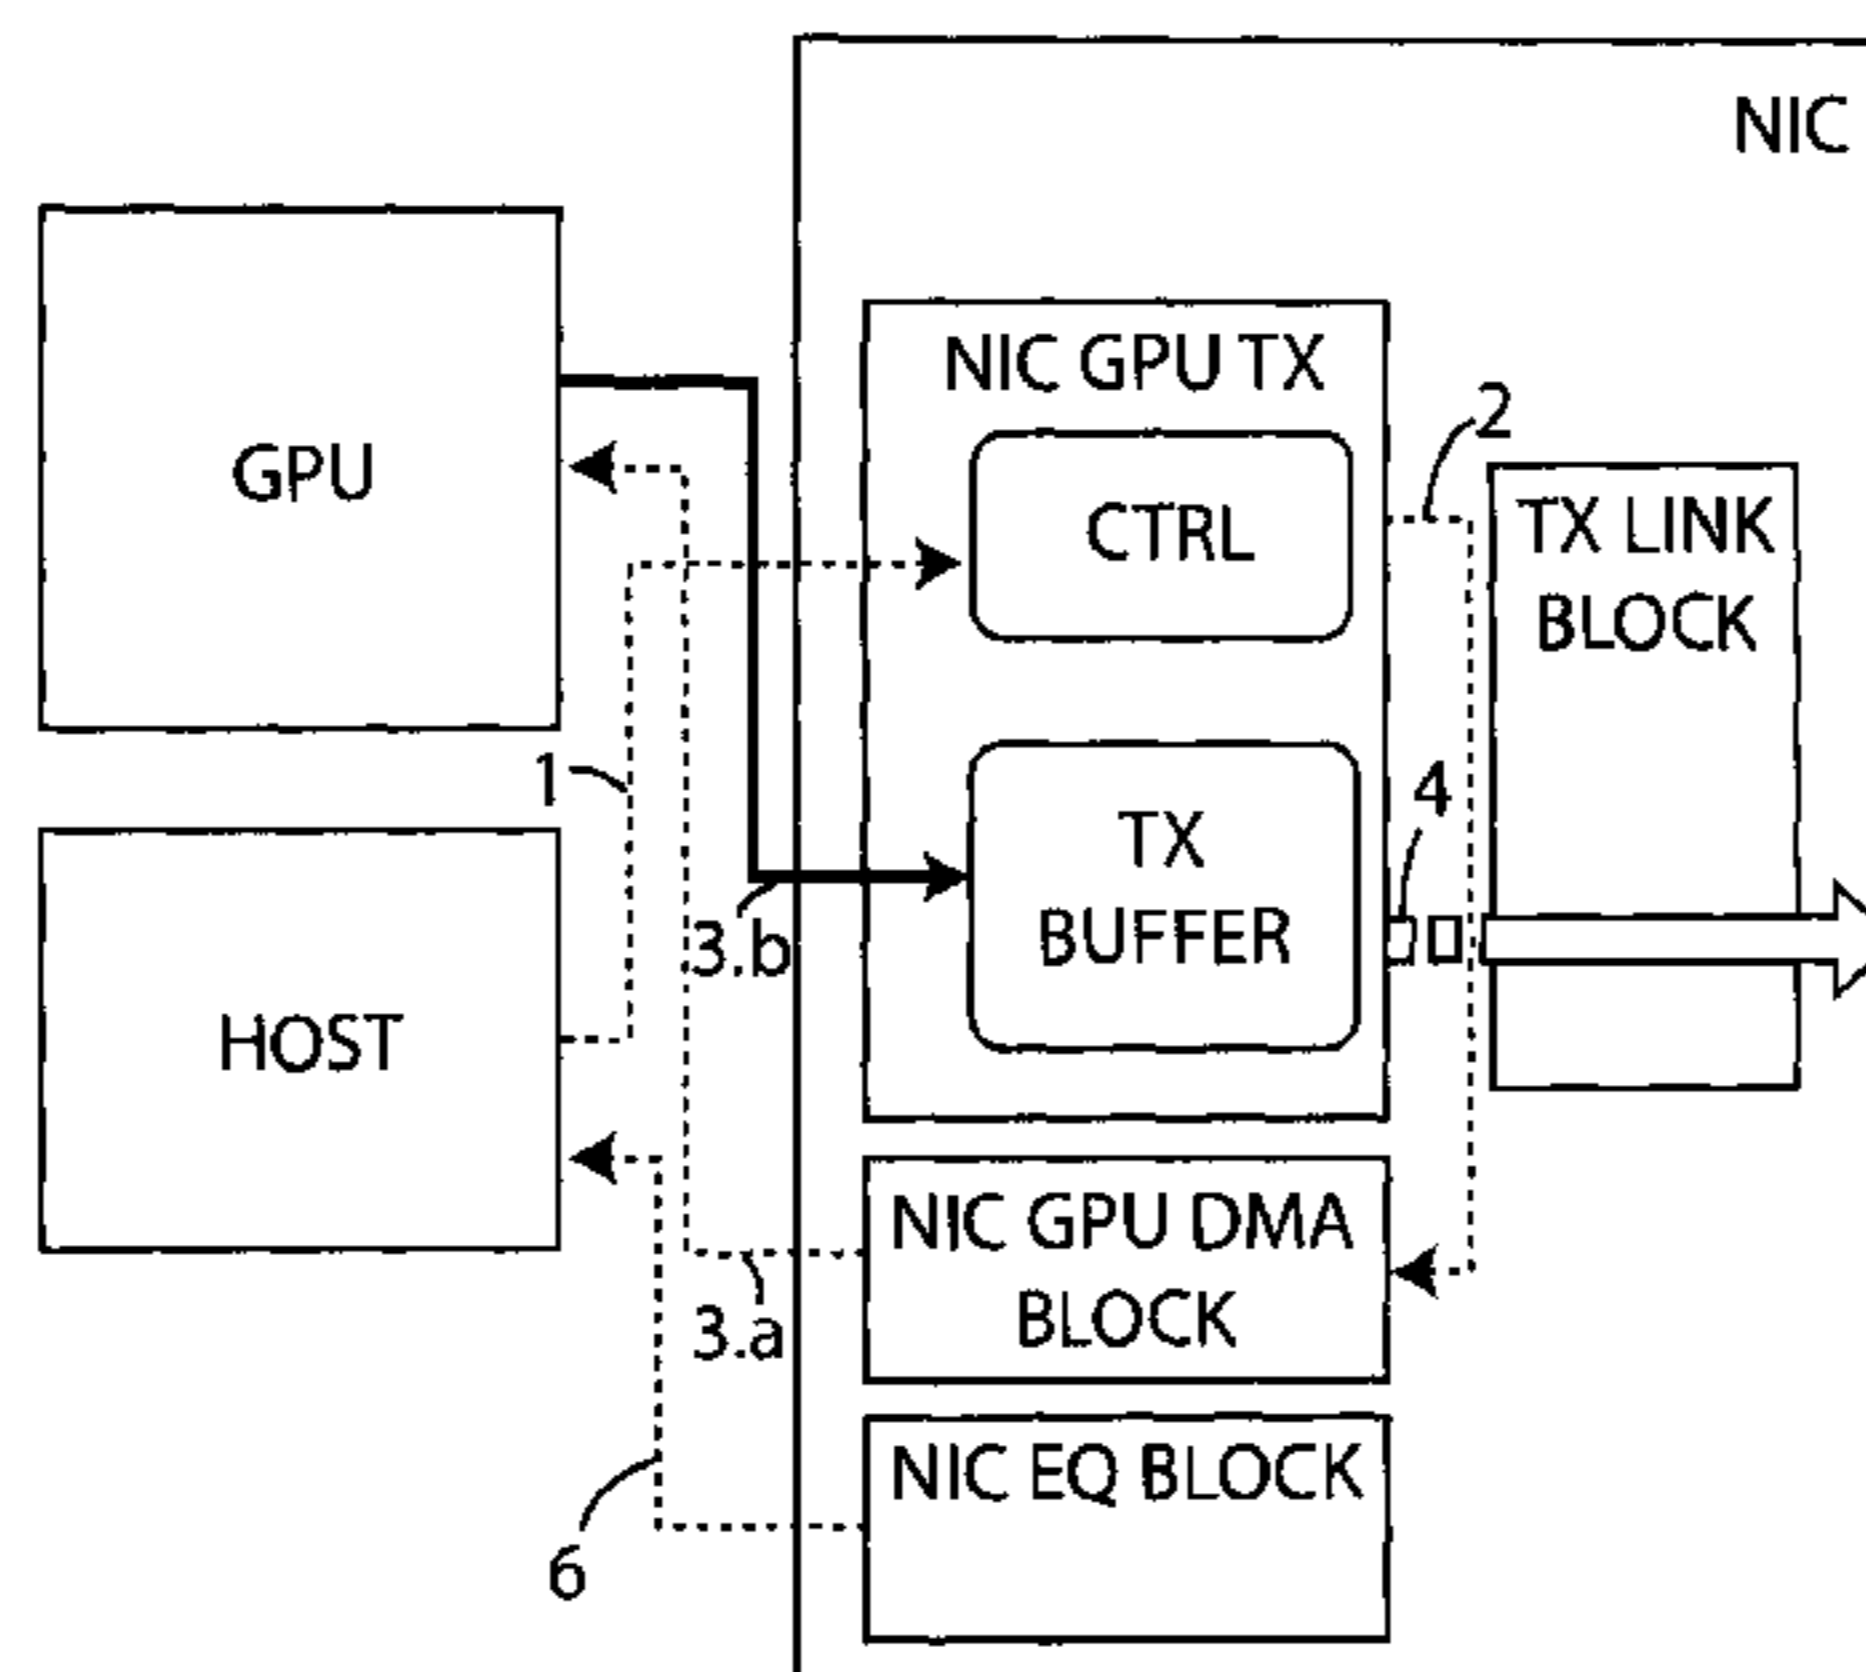 NIC
NIC GPU TX
GPU
CTRL
2
TX LINK
BLOCK
1
TX
BUFFER
4
3.b
HOST
NIC GPU DMA
BLOCK
3.a
NIC EQ BLOCK
6